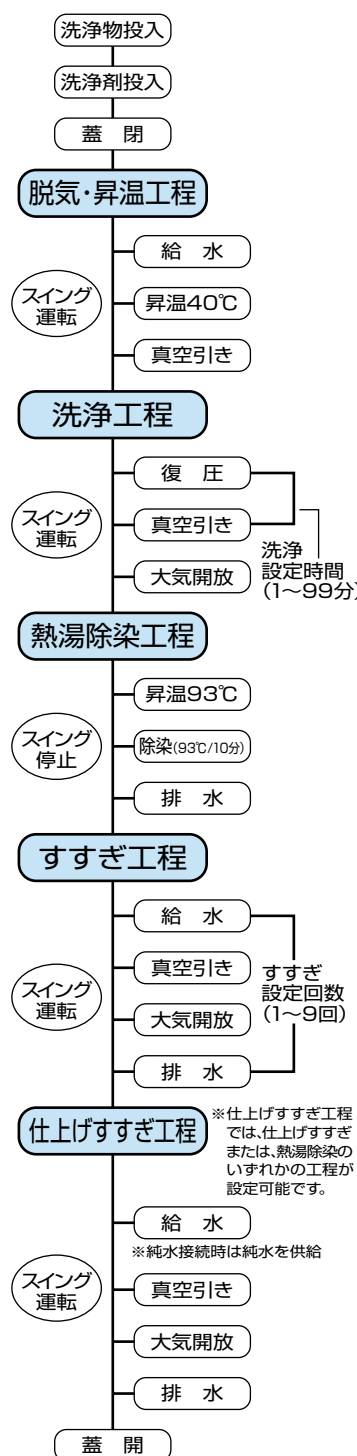 洗浄物投入
洗浄剤投入
蓋　閉
脱気・昇温工程
給　水
スイング
運転
昇温40℃
真空引き
洗浄工程
復　圧
スイング
運転
真空引き
大気開放
洗浄
設定時間
(1〜99分)
熱湯除染工程
昇温93℃
スイング
停止
除染(93℃/10分)
排　水
すすぎ工程
給　水
真空引き
スイング
運転
大気開放
排　水
すすぎ
設定回数
(1〜9回)
仕上げすすぎ工程
※仕上げすすぎ工程
では、仕上げすすぎ
または、熱湯除染の
いずれかの工程が
設定可能です。
給　水
※純水接続時は純水を供給
スイング
運転
真空引き
大気開放
排　水
蓋　開